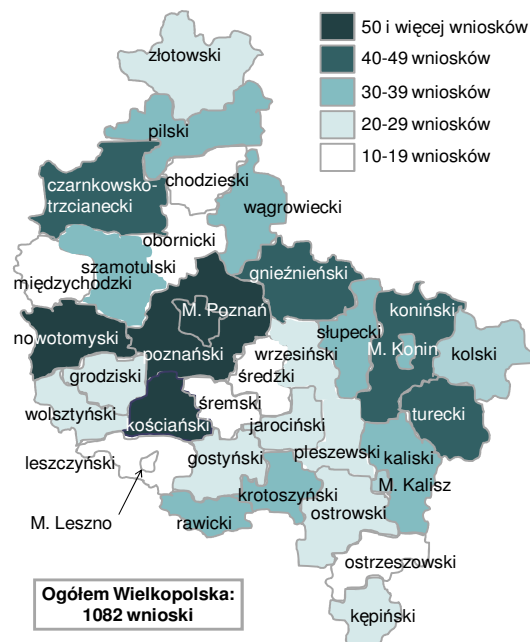 50 i więcej wniosków
40-49 wniosków
30-39 wniosków
20-29 wniosków
10-19 wniosków
złotowski
pilski
czarnkowsko-
trzcianecki
chodzieski
wągrowiecki
obornicki
szamotulski
międzychodzki
gnieźnieński
M. Poznań
poznański
nowotomyski
koniński
M. Konin
słupecki
kolski
wrzesiński
grodziski
średzki
wolsztyński
kościański
śremski
jarociński
turecki
leszczyński
gostyński
pleszewski
kaliski
M. Kalisz
krotoszyński
M. Leszno
rawicki
ostrowski
ostrzeszowski
kępiński
Ogółem Wielkopolska:
1082 wnioski